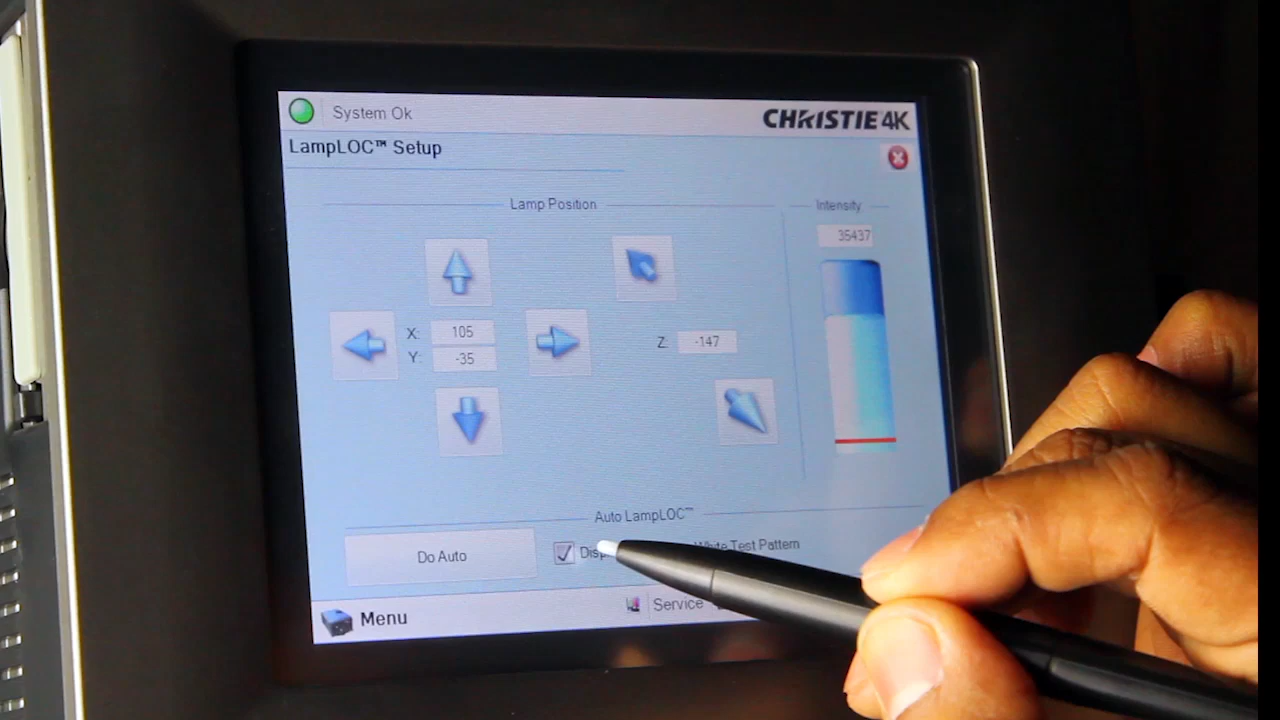 System Ok
CHRISTIE 4K
LampLOC™ Setup
Lamp Position
Intensity
35437
X: 105
Y: -35
Z: -147
Auto LampLOC™
Do Auto
White Test Pattern
Menu
Service